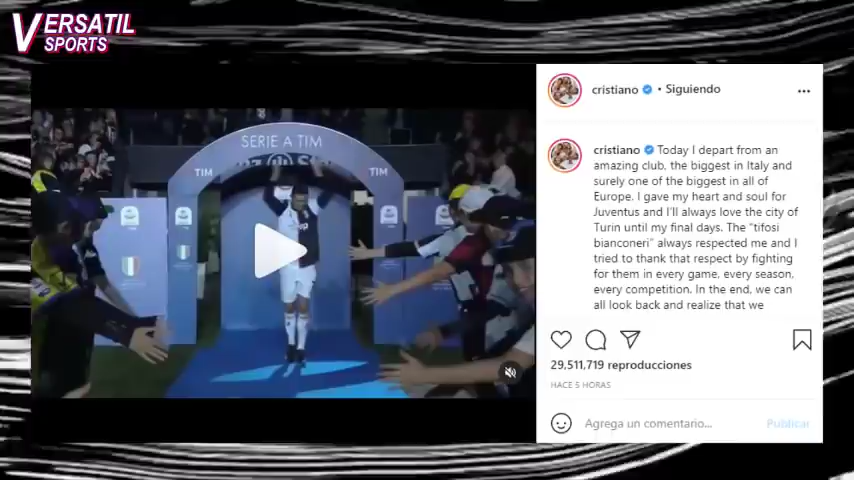 VERSATIL
SPORTS
SERIE A TIM
TIM
TIM
cristiano • Siguiendo
cristiano Today I depart from an
amazing club, the biggest in Italy and
surely one of the biggest in all of
Europe. I gave my heart and soul for
Juventus and I'll always love the city of
Turin until my final days. The "tifosi
bianconeri" always respected me and I
tried to thank that respect by fighting
for them in every game, every season,
every competition. In the end, we can
all look back and realize that we
29,511,719 reproducciones
HACE 5 HORAS
Agrega un comentario...
Publicar